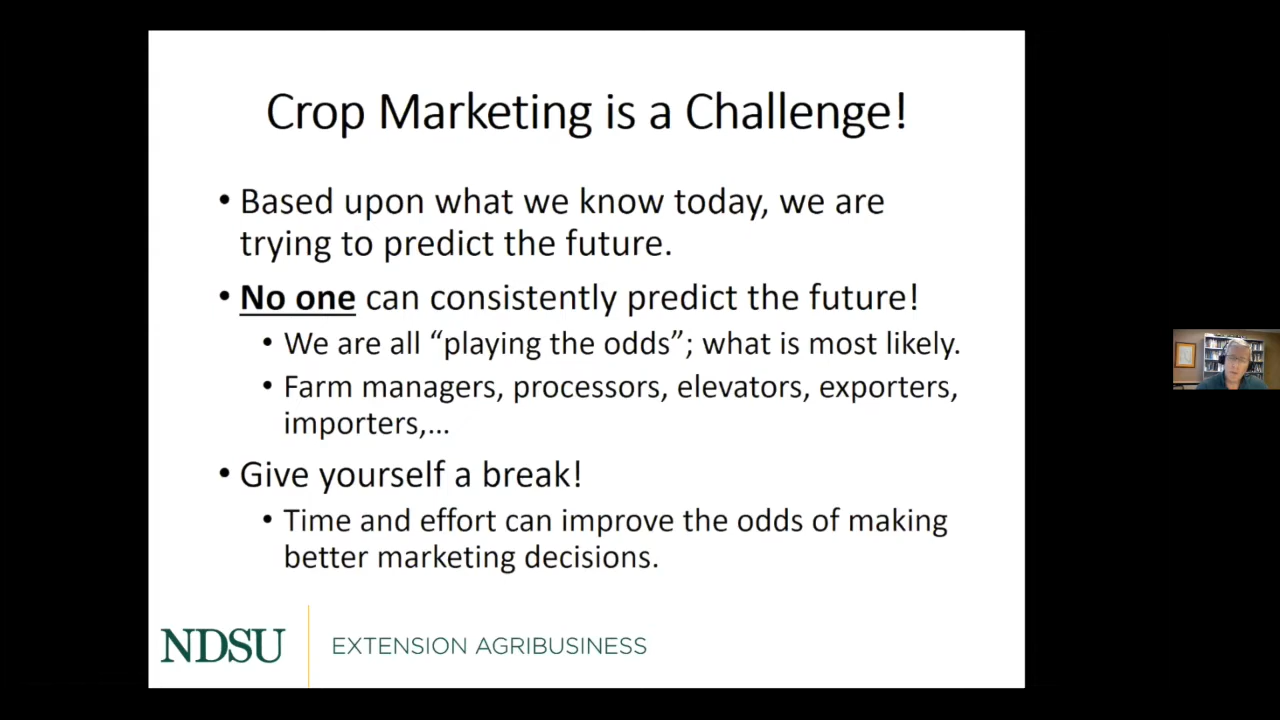 Crop Marketing is a Challenge!
• Based upon what we know today, we are
trying to predict the future.
• No one can consistently predict the future!
• We are all “playing the odds”; what is most likely.
• Farm managers, processors, elevators, exporters,
importers,…
• Give yourself a break!
• Time and effort can improve the odds of making
better marketing decisions.
NDSU EXTENSION AGRIBUSINESS